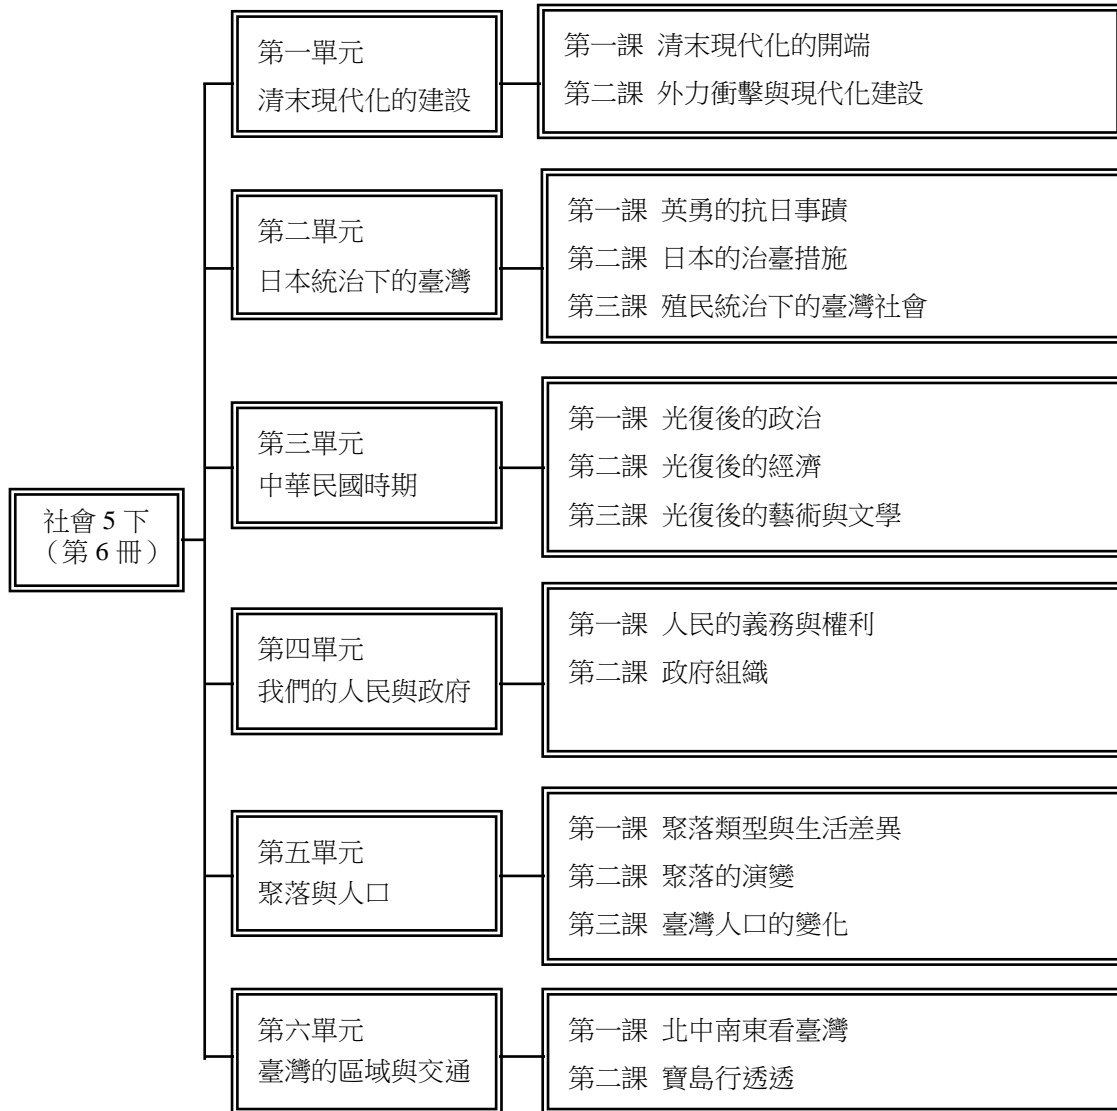 社會 5 下
（第 6 冊）
第一單元
清末現代化的建設
第一課 清末現代化的開端
第二課 外力衝擊與現代化建設
第二單元
日本統治下的臺灣
第一課 英勇的抗日事蹟
第二課 日本的治臺措施
第三課 殖民統治下的臺灣社會
第三單元
中華民國時期
第一課 光復後的政治
第二課 光復後的經濟
第三課 光復後的藝術與文學
第四單元
我們的人民與政府
第一課 人民的義務與權利
第二課 政府組織
第五單元
聚落與人口
第一課 聚落類型與生活差異
第二課 聚落的演變
第三課 臺灣人口的變化
第六單元
臺灣的區域與交通
第一課 北中南東看臺灣
第二課 寶島行透透